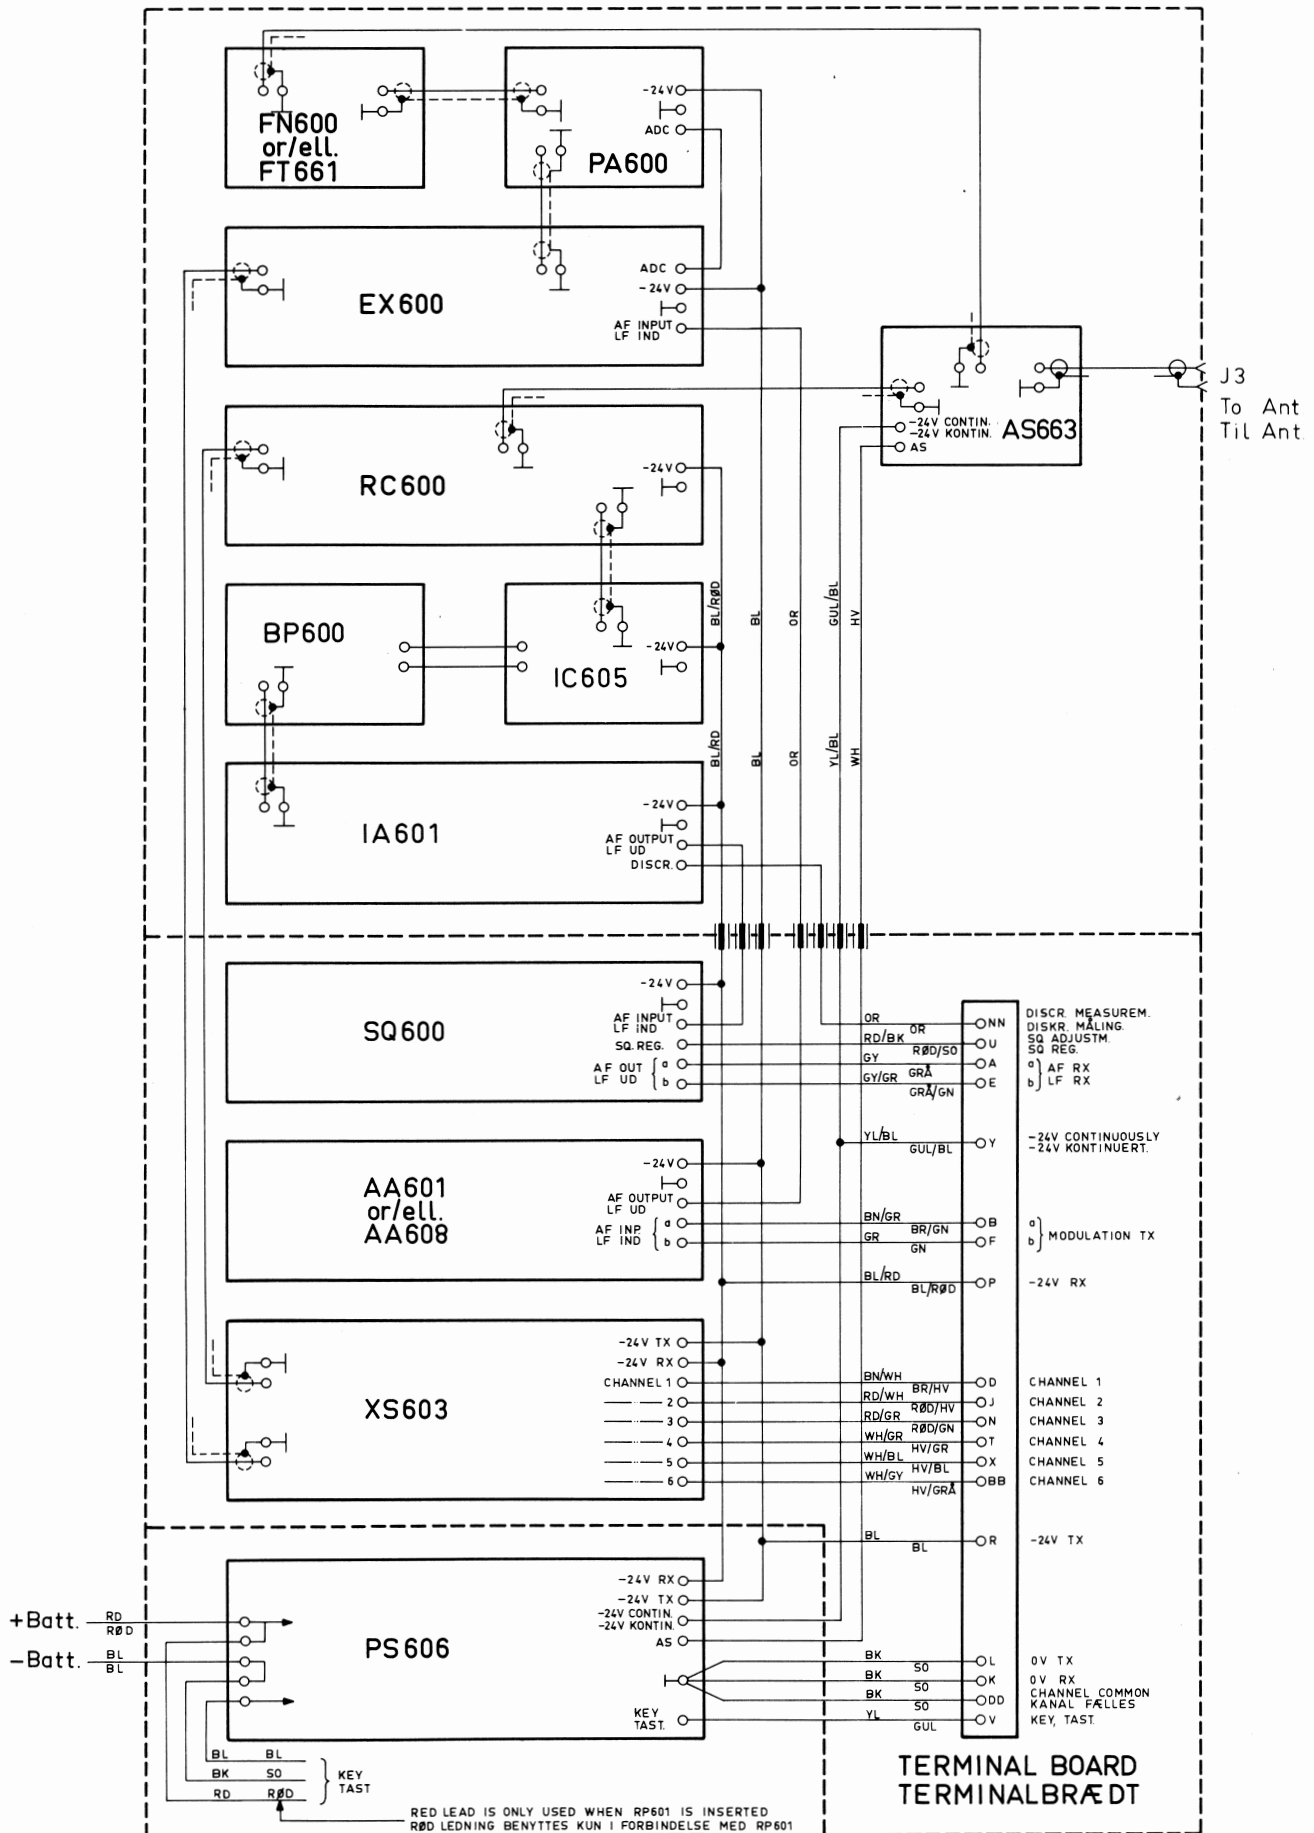 FN600
or/ell.
FT661
-24V
ADC
PA600
ADC
-24V
AF INPUT
LF IND
EX600
J3
To Ant
Til Ant.
-24V CONTIN.
-24V KONTIN.
AS
AS663
RC600
-24V
BL/RØD
BL
OR
GUL/BL
HV
BP600
-24V
IC605
BL/RD
BL
OR
YL/BL
WH
IA601
-24V
AF OUTPUT
LF UD
DISCR.
SQ600
-24V
AF INPUT
LF IND
SQ. REG.
AF OUT
LF UD
a
b
OR
OR
RD/BK
RØD/SO
GY
GRÅ
GY/GR
GRÅ/GN
NN
U
A
E
DISCR. MEASUREM.
DISKR. MÅLING.
SQ ADJUSTM.
SQ REG.
a
b
AF RX
LF RX
YL/BL
GUL/BL
Y
-24V CONTINUOUSLY
-24V KONTINUERT.
AA601
or/ell.
AA608
-24V
AF OUTPUT
LF UD
AF INP.
LF IND
a
b
BN/GR
BR/GN
GR
GN
B
F
a
b
MODULATION TX
BL/RD
BL/RØD
P
-24V RX
XS603
-24V TX
-24V RX
CHANNEL 1
2
3
4
5
6
BN/WH
BR/HV
RD/WH
RØD/HV
RD/GR
RØD/GN
WH/GR
HV/GR
WH/BL
HV/BL
WH/GY
HV/GRÅ
D
J
N
T
X
BB
CHANNEL 1
CHANNEL 2
CHANNEL 3
CHANNEL 4
CHANNEL 5
CHANNEL 6
BL
BL
R
-24V TX
PS606
-24V RX
-24V TX
-24V CONTIN.
-24V KONTIN.
AS
KEY
TAST.
+Batt.
RD
RØD
-Batt.
BL
BL
BK
SO
BK
SO
BK
SO
YL
GUL
L
K
DD
V
0V TX
0V RX
CHANNEL COMMON
KANAL FÆLLES
KEY, TAST.
BL BL
BK SO
RD RØD
KEY
TAST
RED LEAD IS ONLY USED WHEN RP601 IS INSERTED
RØD LEDNING BENYTTES KUN I FORBINDELSE MED RP601
TERMINAL BOARD
TERMINALBRÆDT